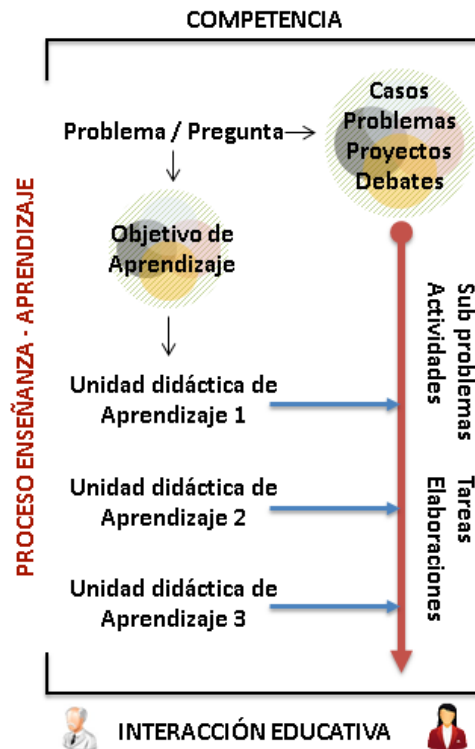 COMPETENCIA
PROCESO ENSEÑANZA - APRENDIZAJE
Problema / Pregunta
Casos
Problemas
Proyectos
Debates
Objetivo de
Aprendizaje
Unidad didáctica de
Aprendizaje 1
Unidad didáctica de
Aprendizaje 2
Unidad didáctica de
Aprendizaje 3
Sub problemas
Actividades
Tareas
Elaboraciones
INTERACCIÓN EDUCATIVA